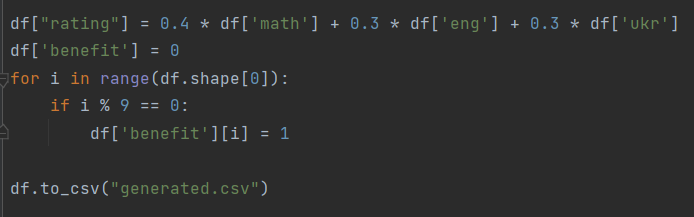 df["rating"] = 0.4 * df['math'] + 0.3 * df['eng'] + 0.3 * df['ukr']
df['benefit'] = 0
for i in range(df.shape[0]):
    if i % 9 == 0:
        df['benefit'][i] = 1

df.to_csv("generated.csv")